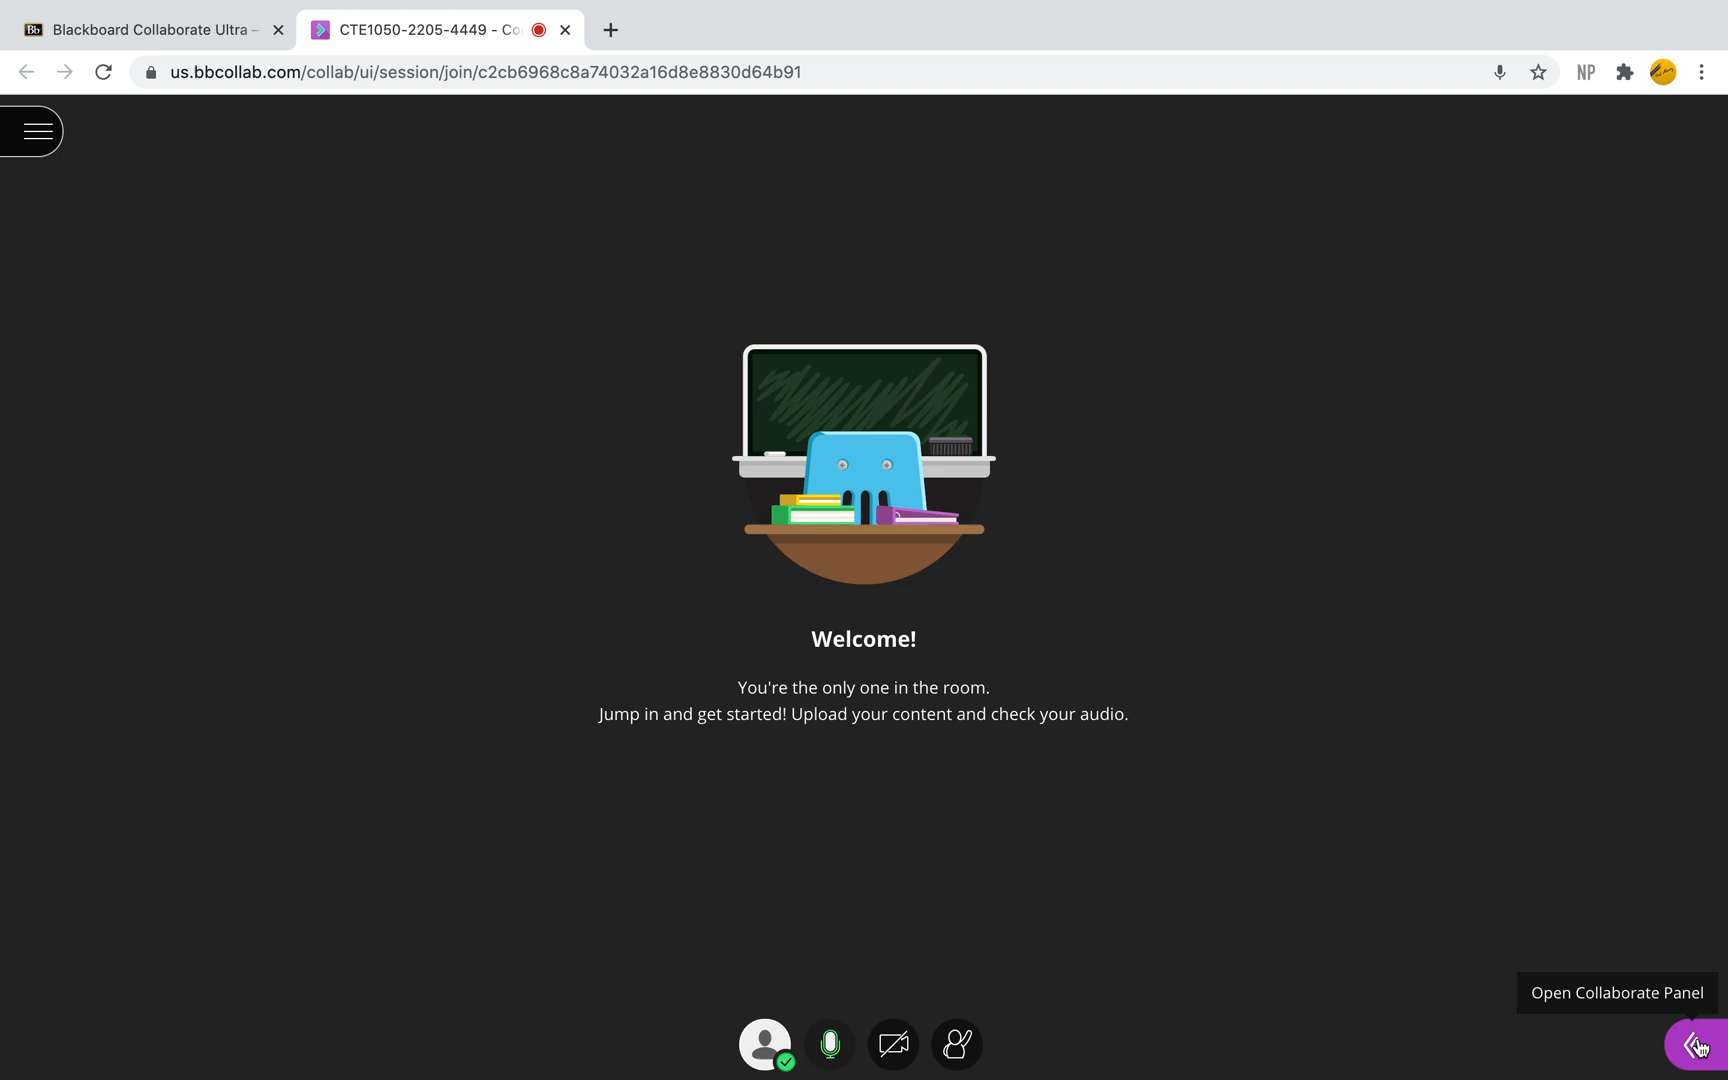 Bb Blackboard Collaborate Ultra –
CTE1050-2205-4449 - Co
us.bbcollab.com/collab/ui/session/join/c2cb6968c8a74032a16d8e8830d64b91
NP
Welcome!
You're the only one in the room.
Jump in and get started! Upload your content and check your audio.
Open Collaborate Panel